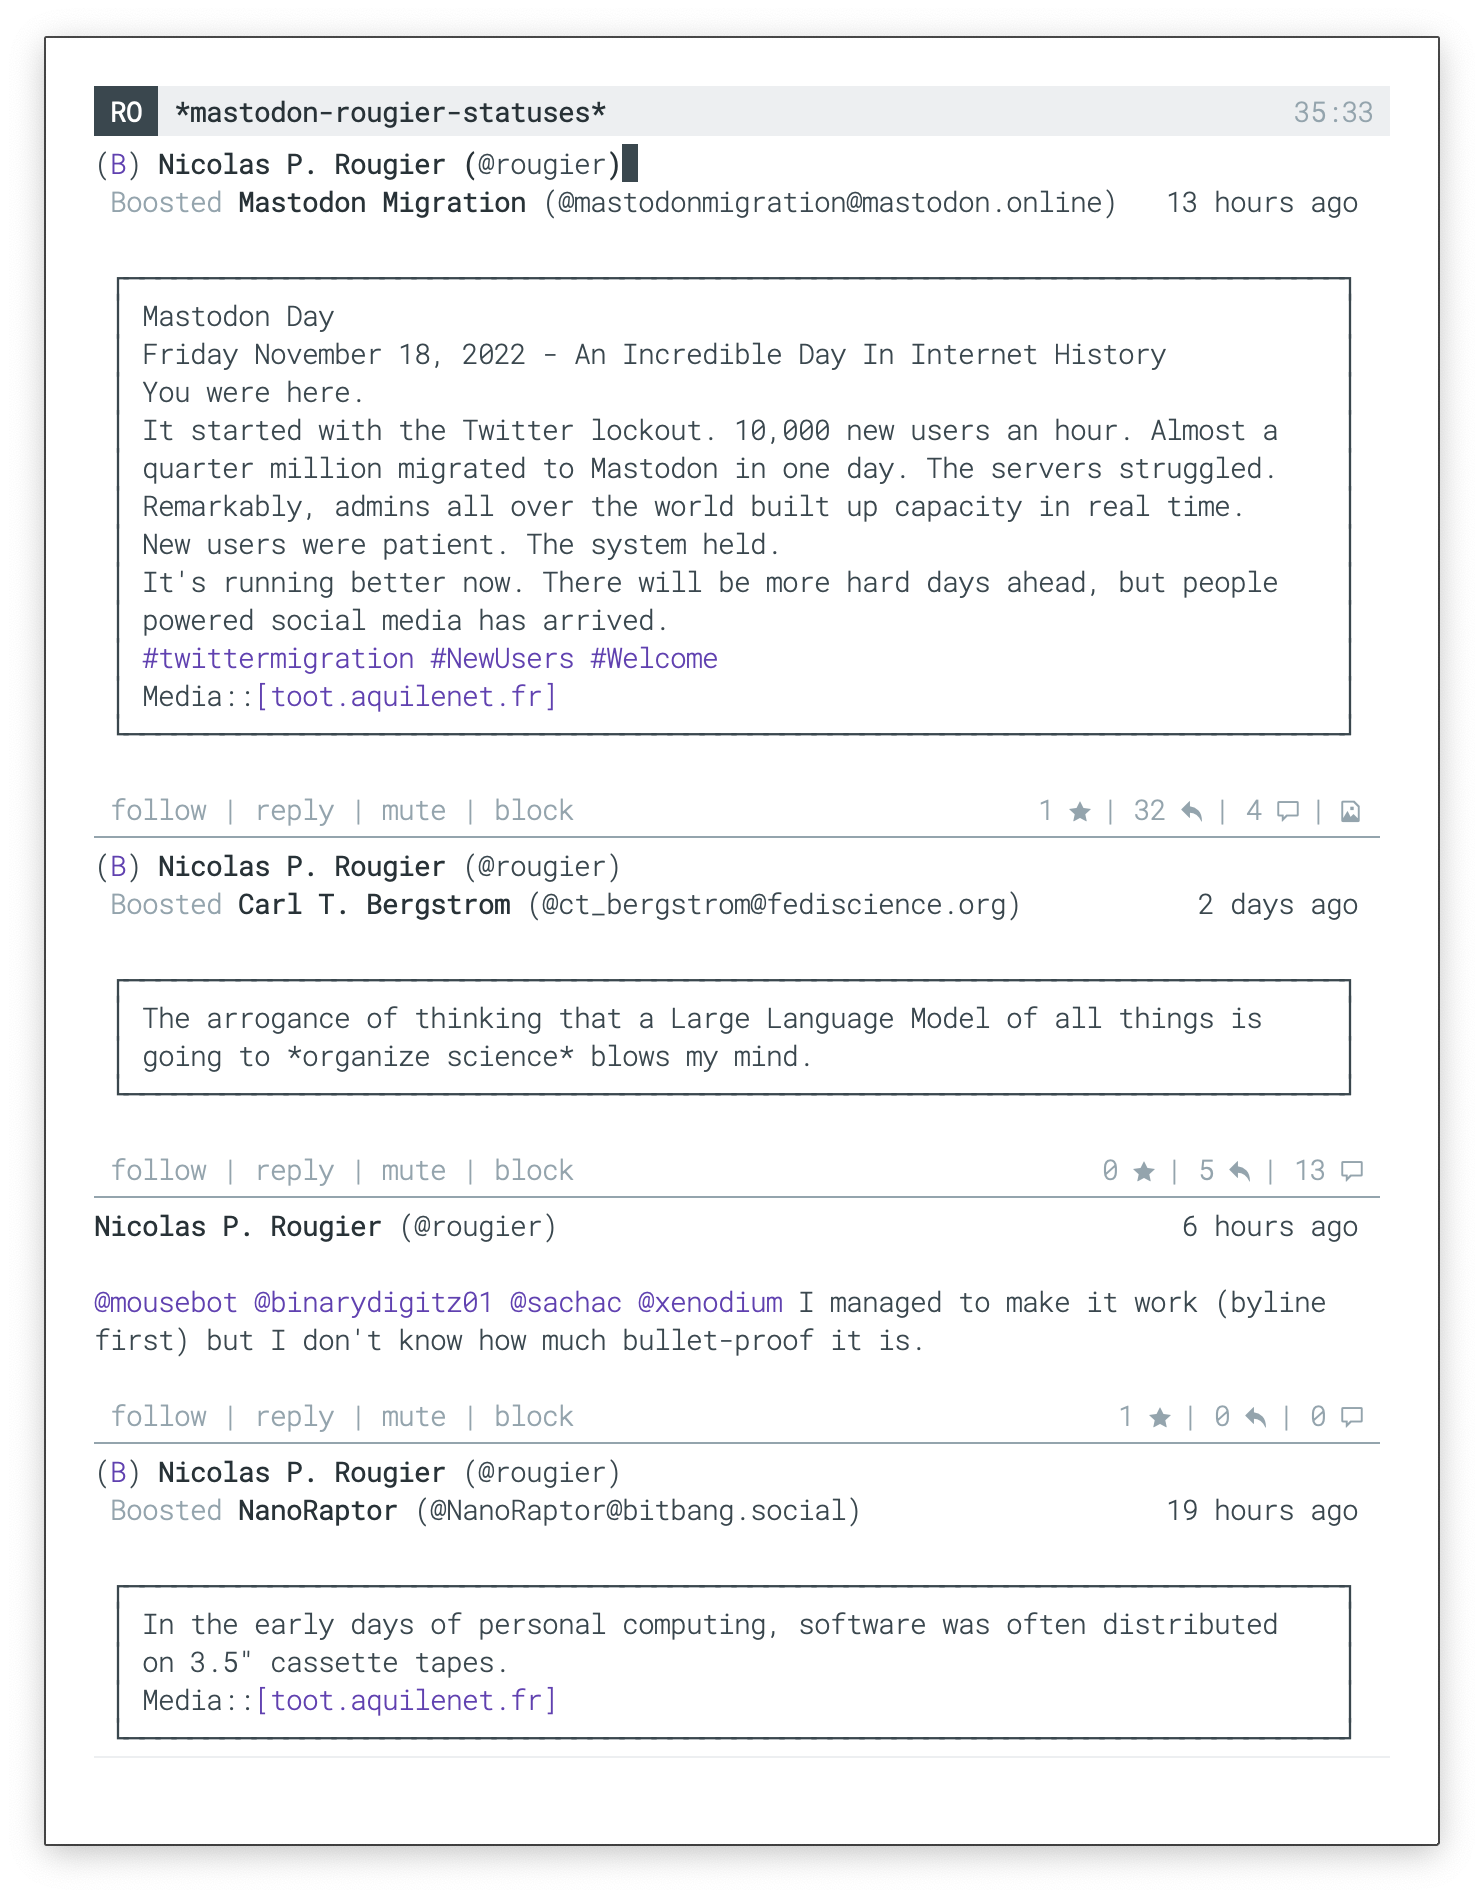 RO *mastodon-rougier-statuses* 35:33
(B) Nicolas P. Rougier (@rougier)
Boosted Mastodon Migration (@mastodonmigration@mastodon.online) 13 hours ago
Mastodon Day
Friday November 18, 2022 - An Incredible Day In Internet History
You were here.
It started with the Twitter lockout. 10,000 new users an hour. Almost a
quarter million migrated to Mastodon in one day. The servers struggled.
Remarkably, admins all over the world built up capacity in real time.
New users were patient. The system held.
It's running better now. There will be more hard days ahead, but people
powered social media has arrived.
#twittermigration #NewUsers #Welcome
Media::[toot.aquilenet.fr]
follow | reply | mute | block 1 | 32 | 4 |
(B) Nicolas P. Rougier (@rougier)
Boosted Carl T. Bergstrom (@ct_bergstrom@fediscience.org) 2 days ago
The arrogance of thinking that a Large Language Model of all things is
going to *organize science* blows my mind.
follow | reply | mute | block 0 | 5 | 13
Nicolas P. Rougier (@rougier) 6 hours ago
@mousebot @binarydigitz01 @sachac @xenodium I managed to make it work (byline
first) but I don't know how much bullet-proof it is.
follow | reply | mute | block 1 | 0 | 0
(B) Nicolas P. Rougier (@rougier)
Boosted NanoRaptor (@NanoRaptor@bitbang.social) 19 hours ago
In the early days of personal computing, software was often distributed
on 3.5" cassette tapes.
Media::[toot.aquilenet.fr]